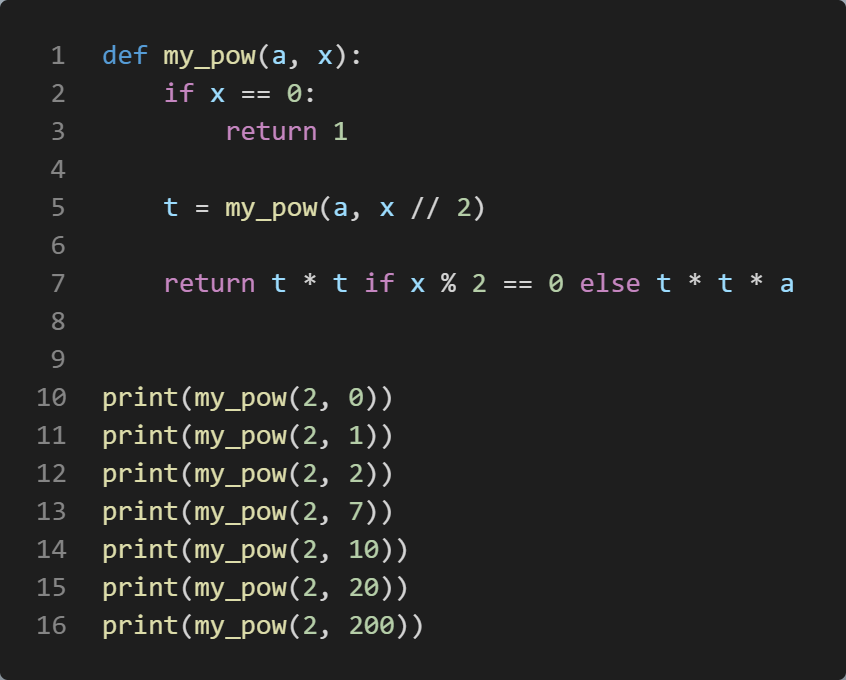 1 def my_pow(a, x):
2     if x == 0:
3         return 1
4
5     t = my_pow(a, x // 2)
6
7     return t * t if x % 2 == 0 else t * t * a
8
9
10 print(my_pow(2, 0))
11 print(my_pow(2, 1))
12 print(my_pow(2, 2))
13 print(my_pow(2, 7))
14 print(my_pow(2, 10))
15 print(my_pow(2, 20))
16 print(my_pow(2, 200))